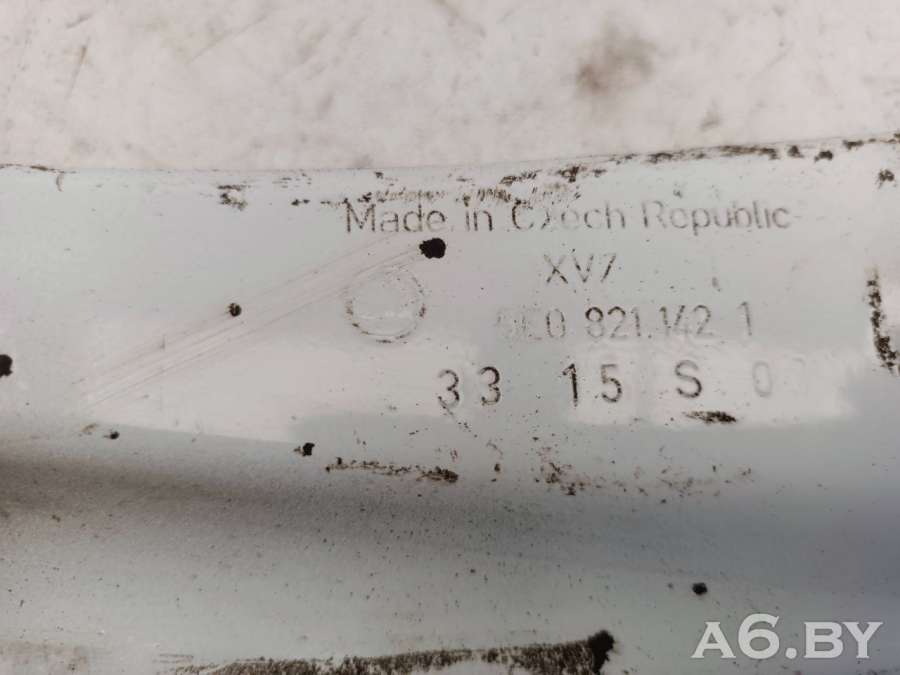 Made in Czech Republic
XV7
821.142 1
33 15 S
A6.BY